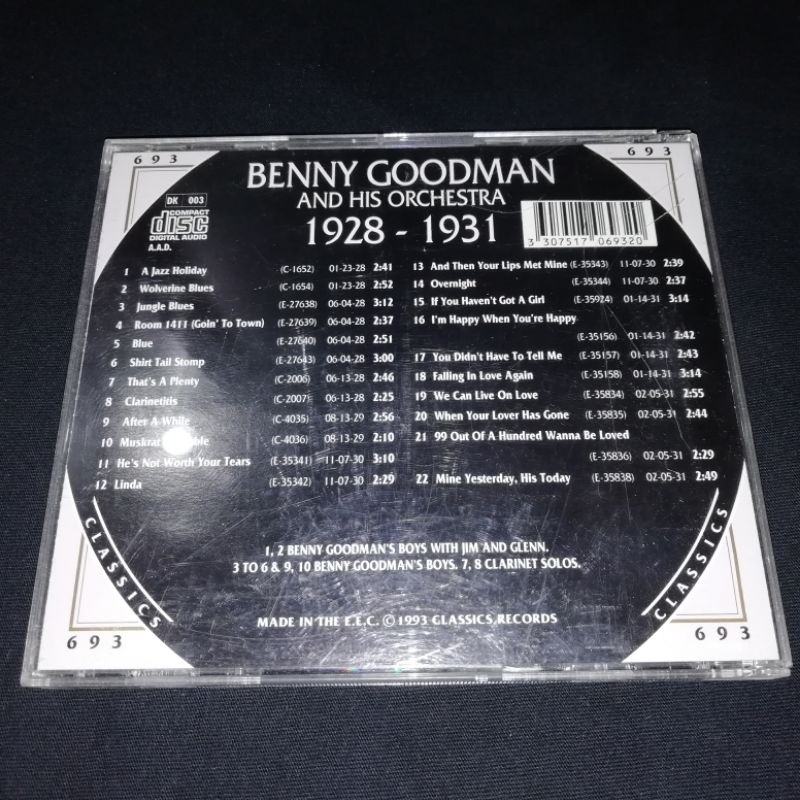 693
693
BENNY GOODMAN
AND HIS ORCHESTRA
1928 - 1931
DK 003
COMPACT
disc
DIGITAL AUDIO
A.A.D.
3 307517 069320
1 A Jazz Holiday (C-1652) 01-23-28 2:41
2 Wolverine Blues (C-1654) 01-23-28 2:52
3 Jungle Blues (E-27638) 06-04-28 3:12
4 Room 1411 (Goin' To Town) (E-27639) 06-04-28 2:37
5 Blue (E-27640) 06-04-28 2:51
6 Shirt Tail Stomp (E-27643) 06-04-28 3:00
7 That's A Plenty (C-2006) 06-13-28 2:46
8 Clarinetitis (C-2007) 06-13-28 2:25
9 After A While (C-4035) 08-13-29 2:56
10 Muskrat (C-4036) 08-13-29 2:10
11 He's Not Worth Your Tears (E-35341) 11-07-30 3:10
12 Linda (E-35342) 11-07-30 2:29
13 And Then Your Lips Met Mine (E-35343) 11-07-30 2:39
14 Overnight (E-35344) 11-07-30 2:37
15 If You Haven't Got A Girl (E-35924) 01-14-31 3:14
16 I'm Happy When You're Happy
(E-35156) 01-14-31 2:42
17 You Didn't Have To Tell Me (E-35157) 01-14-31 2:43
18 Falling In Love Again (E-35158) 01-14-31 3:14
19 We Can Live On Love (E-35834) 02-05-31 2:55
20 When Your Lover Has Gone (E-35835) 02-05-31 2:44
21 99 Out Of A Hundred Wanna Be Loved
(E-35836) 02-05-31 2:29
22 Mine Yesterday, His Today (E-35838) 02-05-31 2:49
1, 2 BENNY GOODMAN'S BOYS WITH JIM AND GLENN.
3 TO 6 & 9, 10 BENNY GOODMAN'S BOYS. 7, 8 CLARINET SOLOS.
MADE IN THE E.E.C. © 1993 CLASSICS RECORDS
CLASSICS
CLASSICS
693
693